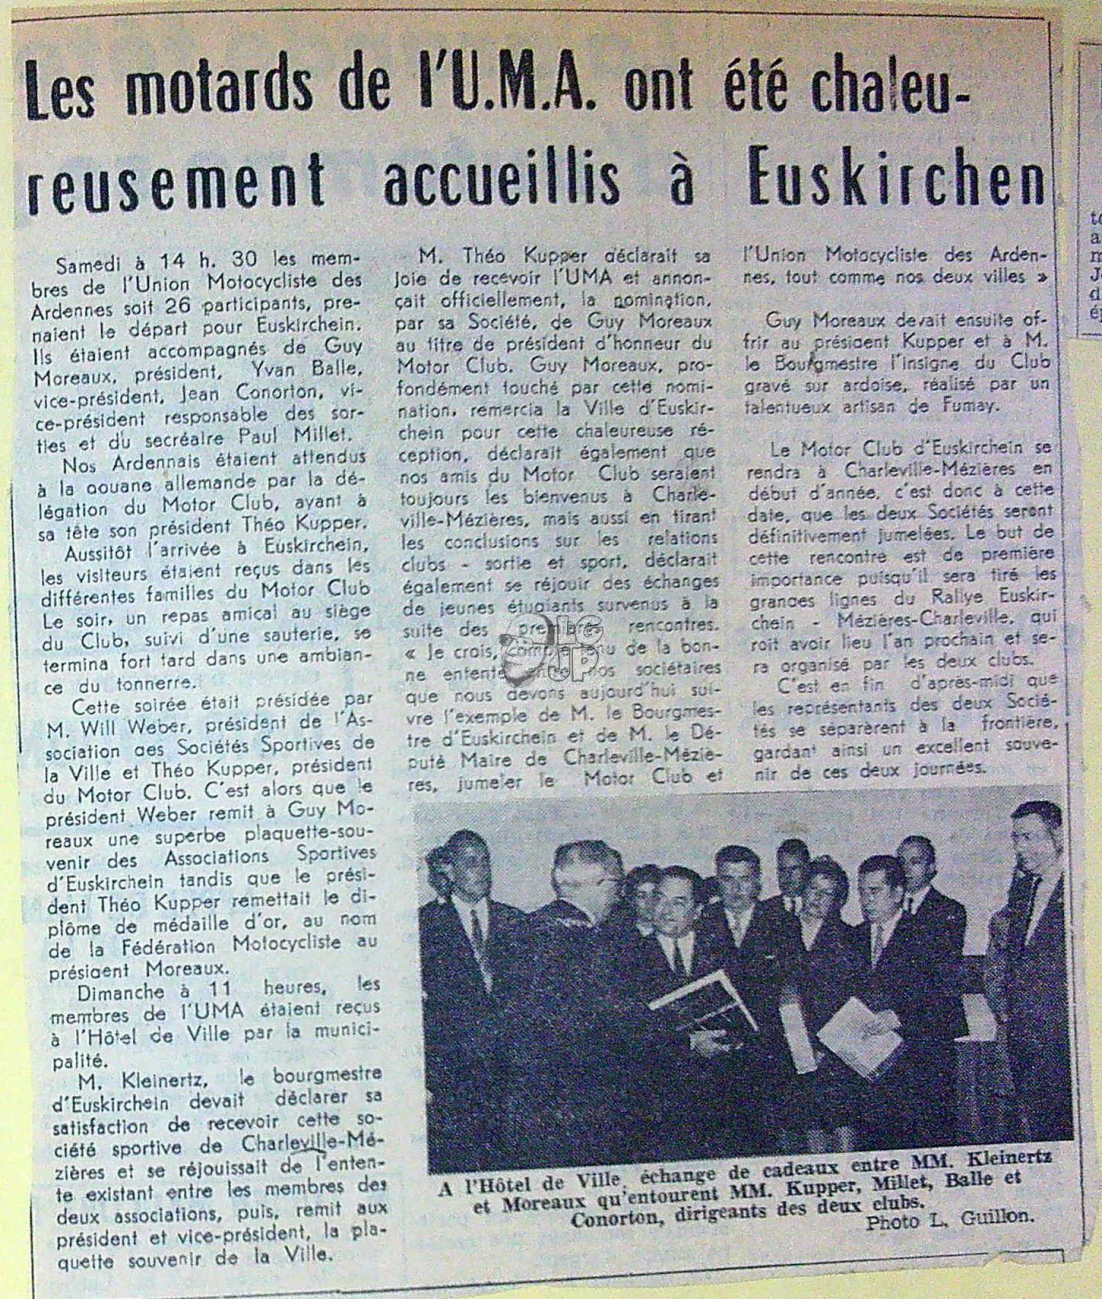 Les motards de l'U.M.A. ont été chaleu-
reusement accueillis à Euskirchen
Samedi à 14 h. 30 les mem-
bres de l'Union Motocycliste des
Ardennes soit 26 participants, pre-
naient le départ pour Euskirchein.
Ils étaient accompagnés de Guy
Moreaux, président, Yvan Balle,
vice-président, Jean Conorton, vi-
ce-président responsable des sor-
ties et du secréaire Paul Millet.
Nos Ardennais étaient attendus
à la douane allemande par la dé-
légation du Motor Club, ayant à
sa tête son président Théo Kupper.
Aussitôt l'arrivée à Euskirchein,
les visiteurs étaient reçus dans les
différentes familles du Motor Club
Le soir, un repas amical au siège
du Club, suivi d'une sauterie, se
termina fort tard dans une ambian-
ce du tonnerre.
Cette soirée était présidée par
M. Will Weber, président de l'As-
sociation des Sociétés Sportives de
la Ville et Théo Kupper, président
du Motor Club. C'est alors que le
président Weber remit à Guy Mo-
reaux une superbe plaquette-sou-
venir des Associations Sportives
d'Euskirchein tandis que le prési-
dent Théo Kupper remettait le di-
plôme de médaille d'or, au nom
de la Fédération Motocycliste au
président Moreaux.
Dimanche à 11 heures, les
membres de l'UMA étaient reçus
à l'Hôtel de Ville par la munici-
palité.
M. Kleinertz, le bourgmestre
d'Euskirchein devait déclarer sa
satisfaction de recevoir cette so-
ciété sportive de Charleville-Mé-
zières et se réjouissait de l'enten-
te existant entre les membres des
deux associations, puis, remit aux
président et vice-président, la pla-
quette souvenir de la Ville.
M. Théo Kupper déclarait sa
joie de recevoir l'UMA et annon-
çait officiellement, la nomination,
par sa Société, de Guy Moreaux
au titre de président d'honneur du
Motor Club. Guy Moreaux, pro-
fondément touché par cette nomi-
nation, remercia la Ville d'Euskir-
chein pour cette chaleureuse ré-
ception, déclarait également que
nos amis du Motor Club seraient
toujours les bienvenus à Charle-
ville-Mézières, mais aussi en tirant
les conclusions sur les relations
clubs - sortie et sport, déclarait
également se réjouir des échanges
de jeunes étudiants survenus à la
suite des premières rencontres.
« Je crois, compte tenu de la bon-
ne entente entre nos sociétaires
que nous devons aujourd'hui sui-
vre l'exemple de M. le Bourgmes-
tre d'Euskirchein et de M. le Dé-
puté Maire de Charleville-Méziè-
res, jumeler le Motor Club et
l'Union Motocycliste des Arden-
nes, tout comme nos deux villes »
Guy Moreaux devait ensuite of-
frir au président Kupper et à M.
le Bourgmestre l'insigne du Club
gravé sur ardoise, réalisé par un
talentueux artisan de Fumay.
Le Motor Club d'Euskirchein se
rendra à Charleville-Mézières en
début d'année, c'est donc à cette
date, que les deux Sociétés seront
définitivement jumelées. Le but de
cette rencontre est de première
importance puisqu'il sera tiré les
grandes lignes du Rallye Euskir-
chein - Mézières-Charleville, qui
roit avoir lieu l'an prochain et se-
ra organisé par les deux clubs.
C'est en fin d'après-midi que
les représentants des deux Socié-
tés se séparèrent à la frontière,
gardant ainsi un excellent souve-
nir de ces deux journées.
A l'Hôtel de Ville, échange de cadeaux entre MM. Kleinertz
et Moreaux qu'entourent MM. Kupper, Millet, Balle et
Conorton, dirigeants des deux clubs.
Photo L. Guillon.